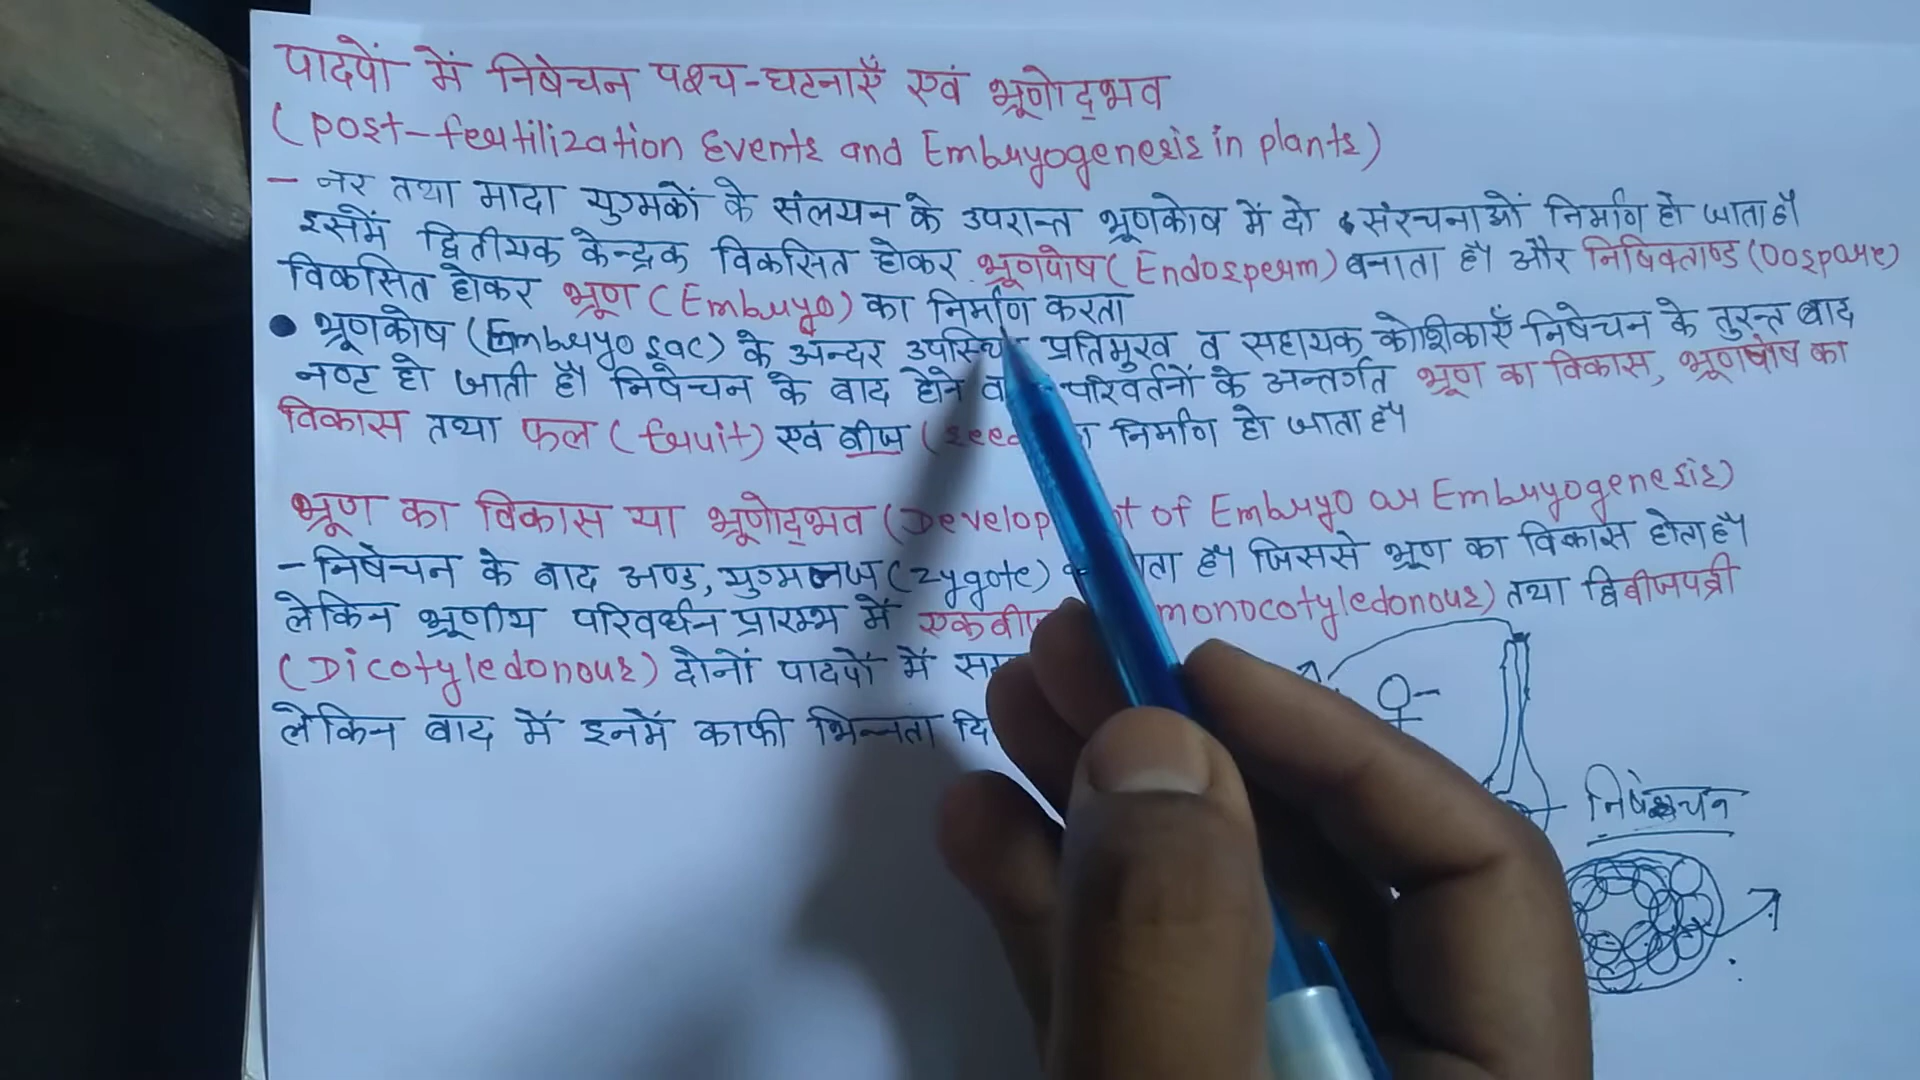 पादपों में निषेचन पश्च-घटनाएँ एवं भ्रूणोद्‌भव
(post-fertilization Events and Embryogenesis in plants)
- नर तथा मादा युग्मकों के संलयन के उपरान्त भ्रूणकोष में दो संरचनाओं निर्माण हो जाता है।
इसमें द्वितीयक केन्द्रक विकसित होकर भ्रूणपोष (Endosperm) बनाता है। और निषिक्ताण्ड (Oospore)
विकसित होकर भ्रूण (Embryo) का निर्माण करता
● भ्रूणकोष (Embryo sac) के अन्दर उपस्थित प्रतिमुख व सहायक कोशिकाएँ निषेचन के तुरन्त बाद
नष्ट हो जाती है। निषेचन के बाद होने परिवर्तनों के अन्तर्गत भ्रूण का विकास, भ्रूणपोष का
विकास तथा फल (fruit) एवं बीज (seed निर्माण हो जाता है।
भ्रूण का विकास या भ्रूणोद्‌भव (Develop t of Embryo or Embryogenesis)
- निषेचन के बाद अण्ड, युग्मनज (zygote) ता है। जिससे भ्रूण का विकास होता है।
लेकिन भ्रूणीय परिवर्धन प्रारम्भ में एकबीज monocotyledonous) तथा द्विबीजपत्री
(Dicotyledonous) दोनों पादपों में
लेकिन बाद में इनमें काफी भिन्नता दि
निषेचन